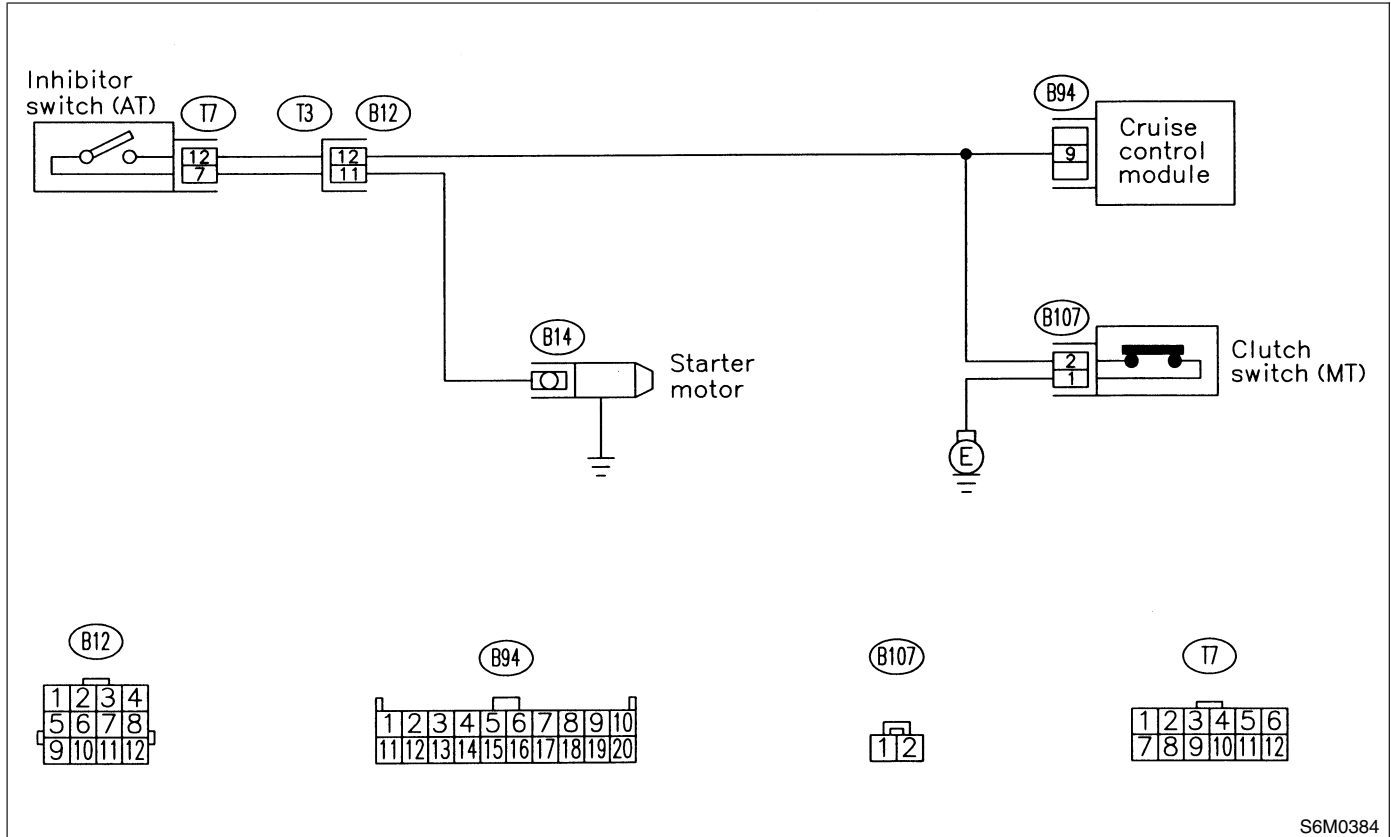 Inhibitor
switch (AT)
T7
T3
B12
12
7
12
11
B94
9
Cruise
control
module
B14
Starter
motor
B107
2
1
Clutch
switch (MT)
E
B12
1 2 3 4
5 6 7 8
9 10 11 12
B94
1 2 3 4 5 6 7 8 9 10
11 12 13 14 15 16 17 18 19 20
B107
1 2
T7
1 2 3 4 5 6
7 8 9 10 11 12
S6M0384